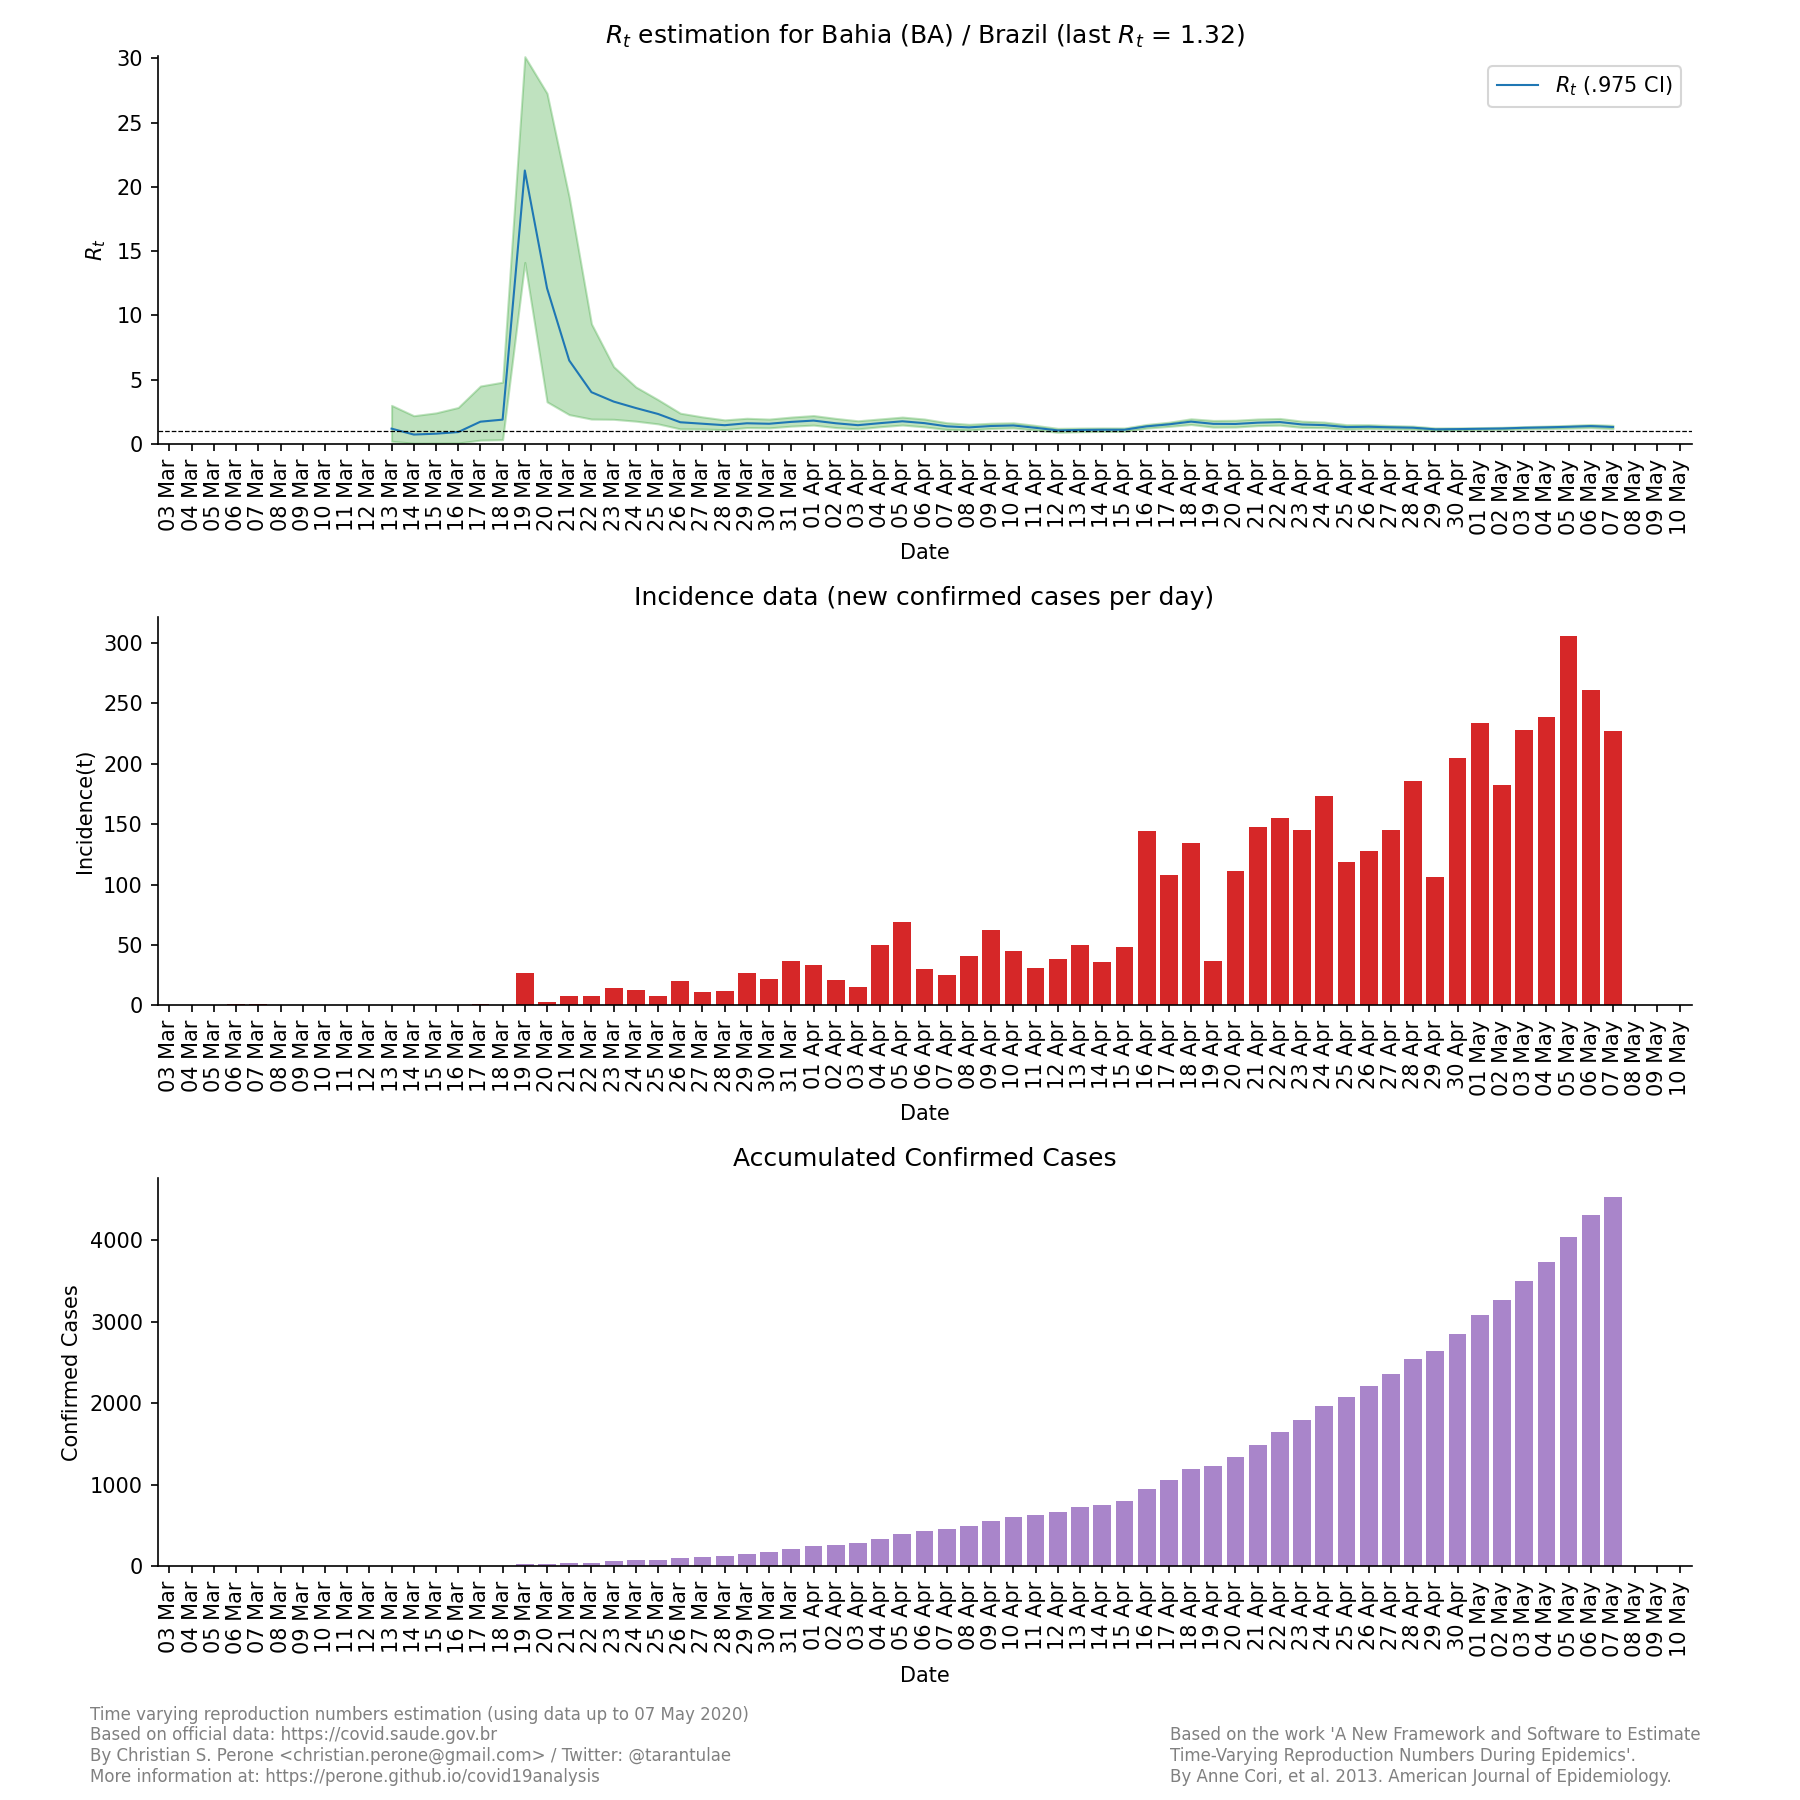 R_t estimation for Bahia (BA) / Brazil (last R_t = 1.32)
R_t (.975 CI)
R_t
30
25
20
15
10
5
0
03 Mar
04 Mar
05 Mar
06 Mar
07 Mar
08 Mar
09 Mar
10 Mar
11 Mar
12 Mar
13 Mar
14 Mar
15 Mar
16 Mar
17 Mar
18 Mar
19 Mar
20 Mar
21 Mar
22 Mar
23 Mar
24 Mar
25 Mar
26 Mar
27 Mar
28 Mar
29 Mar
30 Mar
31 Mar
01 Apr
02 Apr
03 Apr
04 Apr
05 Apr
06 Apr
07 Apr
08 Apr
09 Apr
10 Apr
11 Apr
12 Apr
13 Apr
14 Apr
15 Apr
16 Apr
17 Apr
18 Apr
19 Apr
20 Apr
21 Apr
22 Apr
23 Apr
24 Apr
25 Apr
26 Apr
27 Apr
28 Apr
29 Apr
30 Apr
01 May
02 May
03 May
04 May
05 May
06 May
07 May
08 May
09 May
10 May
Date
Incidence data (new confirmed cases per day)
Incidence(t)
300
250
200
150
100
50
0
03 Mar
04 Mar
05 Mar
06 Mar
07 Mar
08 Mar
09 Mar
10 Mar
11 Mar
12 Mar
13 Mar
14 Mar
15 Mar
16 Mar
17 Mar
18 Mar
19 Mar
20 Mar
21 Mar
22 Mar
23 Mar
24 Mar
25 Mar
26 Mar
27 Mar
28 Mar
29 Mar
30 Mar
31 Mar
01 Apr
02 Apr
03 Apr
04 Apr
05 Apr
06 Apr
07 Apr
08 Apr
09 Apr
10 Apr
11 Apr
12 Apr
13 Apr
14 Apr
15 Apr
16 Apr
17 Apr
18 Apr
19 Apr
20 Apr
21 Apr
22 Apr
23 Apr
24 Apr
25 Apr
26 Apr
27 Apr
28 Apr
29 Apr
30 Apr
01 May
02 May
03 May
04 May
05 May
06 May
07 May
08 May
09 May
10 May
Date
Accumulated Confirmed Cases
Confirmed Cases
4000
3000
2000
1000
0
03 Mar
04 Mar
05 Mar
06 Mar
07 Mar
08 Mar
09 Mar
10 Mar
11 Mar
12 Mar
13 Mar
14 Mar
15 Mar
16 Mar
17 Mar
18 Mar
19 Mar
20 Mar
21 Mar
22 Mar
23 Mar
24 Mar
25 Mar
26 Mar
27 Mar
28 Mar
29 Mar
30 Mar
31 Mar
01 Apr
02 Apr
03 Apr
04 Apr
05 Apr
06 Apr
07 Apr
08 Apr
09 Apr
10 Apr
11 Apr
12 Apr
13 Apr
14 Apr
15 Apr
16 Apr
17 Apr
18 Apr
19 Apr
20 Apr
21 Apr
22 Apr
23 Apr
24 Apr
25 Apr
26 Apr
27 Apr
28 Apr
29 Apr
30 Apr
01 May
02 May
03 May
04 May
05 May
06 May
07 May
08 May
09 May
10 May
Date
Time varying reproduction numbers estimation (using data up to 07 May 2020)
Based on official data: https://covid.saude.gov.br
By Christian S. Perone <christian.perone@gmail.com> / Twitter: @tarantulae
More information at: https://perone.github.io/covid19analysis
Based on the work 'A New Framework and Software to Estimate
Time-Varying Reproduction Numbers During Epidemics'.
By Anne Cori, et al. 2013. American Journal of Epidemiology.